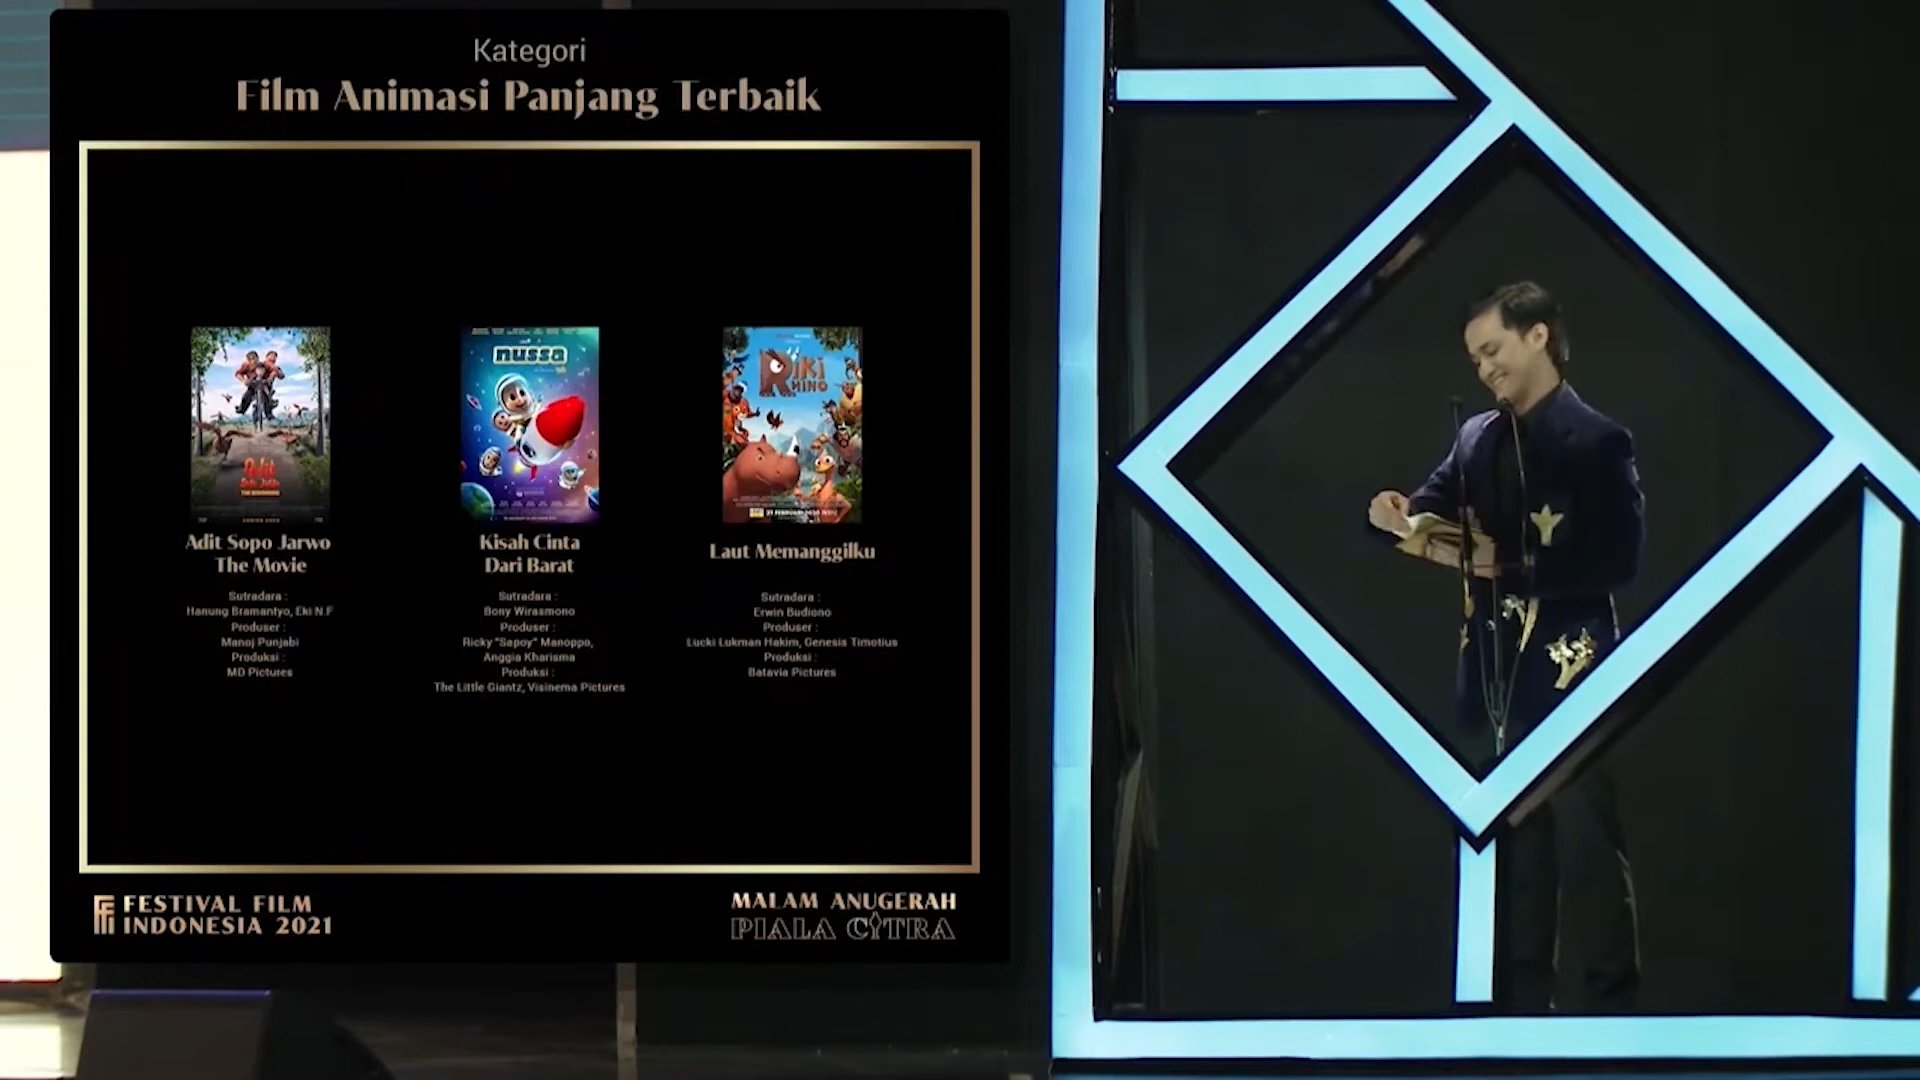 Kategori
Film Animasi Panjang Terbaik
nussa
RIKI
RHINO
Adit Sopo Jarwo
The Movie
Sutradara :
Hanung Bramantyo, Eki N.F
Produser :
Manoj Punjabi
Produksi :
MD Pictures
Kisah Cinta
Dari Barat
Sutradara :
Bony Wirasmono
Produser :
Ricky "Sapoy" Manoppo,
Anggia Kharisma
Produksi :
The Little Giantz, Visinema Pictures
Laut Memanggilku
Sutradara :
Erwin Budiono
Produser :
Lucki Lukman Hakim, Genesis Timotius
Produksi :
Batavia Pictures
FESTIVAL FILM
INDONESIA 2021
MALAM ANUGERAH
PIALA CITRA